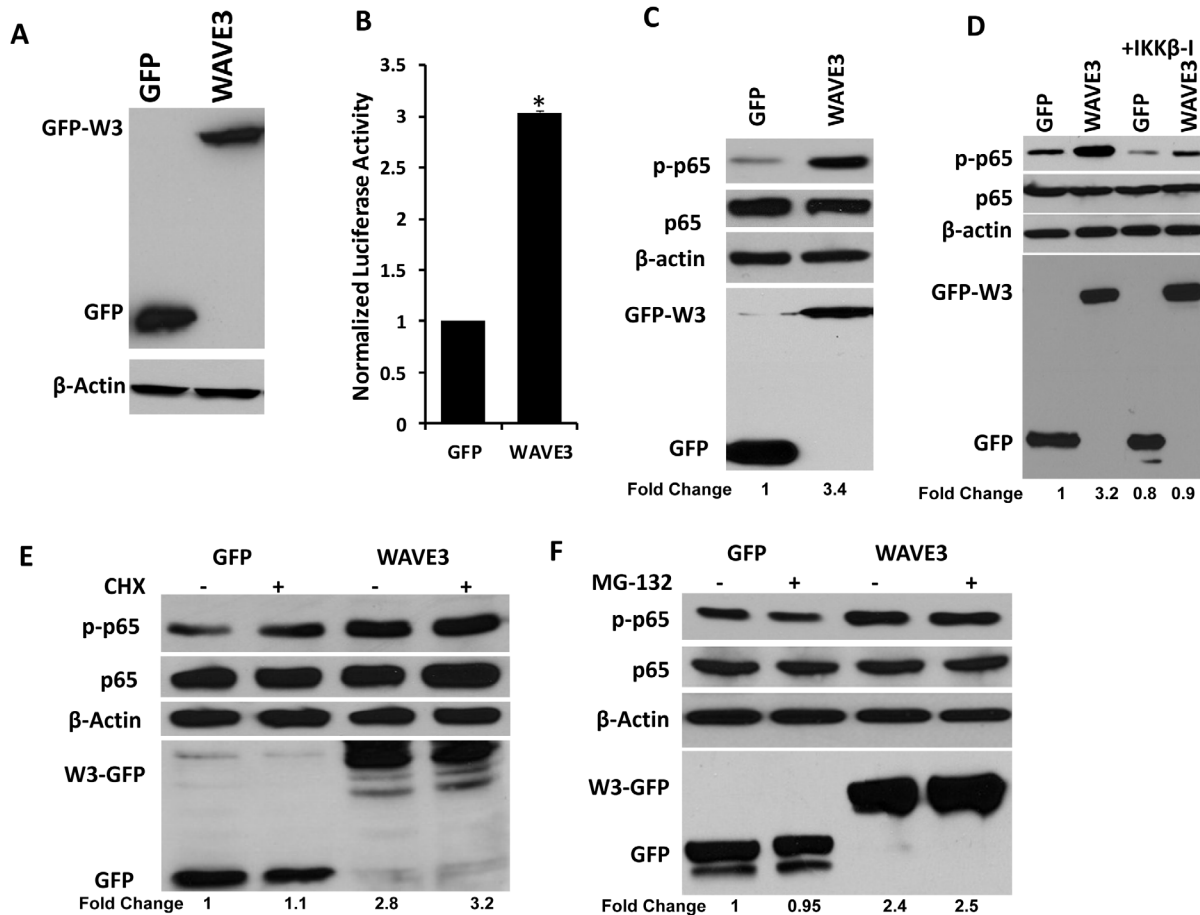 A
GFP
WAVE3
GFP-W3
GFP
β-Actin
B
Normalized Luciferase Activity
3.5
3
2.5
2
1.5
1
0.5
0
*
GFP
WAVE3
C
GFP
WAVE3
p-p65
p65
β-actin
GFP-W3
GFP
Fold Change 1 3.4
D
+IKKβ-I
GFP
WAVE3
GFP
WAVE3
p-p65
p65
β-actin
GFP-W3
GFP
Fold Change 1 3.2 0.8 0.9
E
GFP WAVE3
CHX - + - +
p-p65
p65
β-Actin
W3-GFP
GFP
Fold Change 1 1.1 2.8 3.2
F
GFP WAVE3
MG-132 - + - +
p-p65
p65
β-Actin
W3-GFP
GFP
Fold Change 1 0.95 2.4 2.5